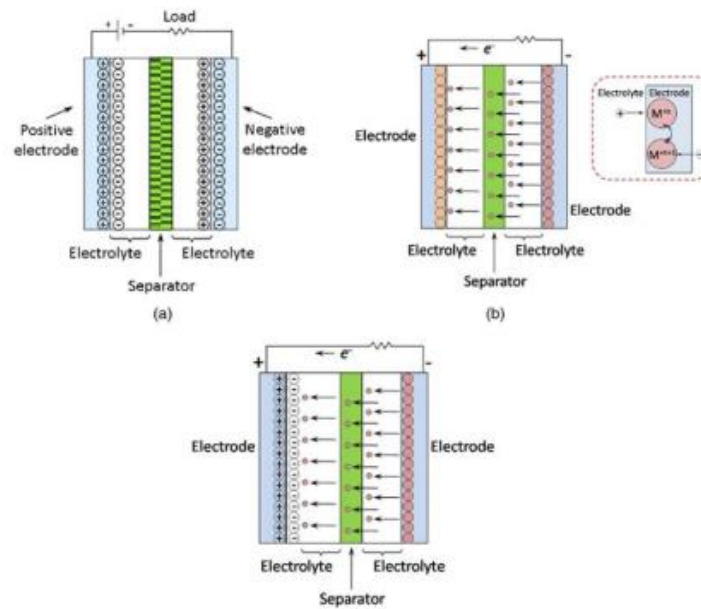 Load
+ -
Positive
electrode
Negative
electrode
Electrolyte
Electrolyte
Separator
(a)
e⁻
+
-
Electrode
Electrode
Electrolyte
Electrolyte
Separator
(b)
Electrolyte
Electrode
e⁻
+
-
Electrode
Electrode
Electrolyte
Electrolyte
Separator